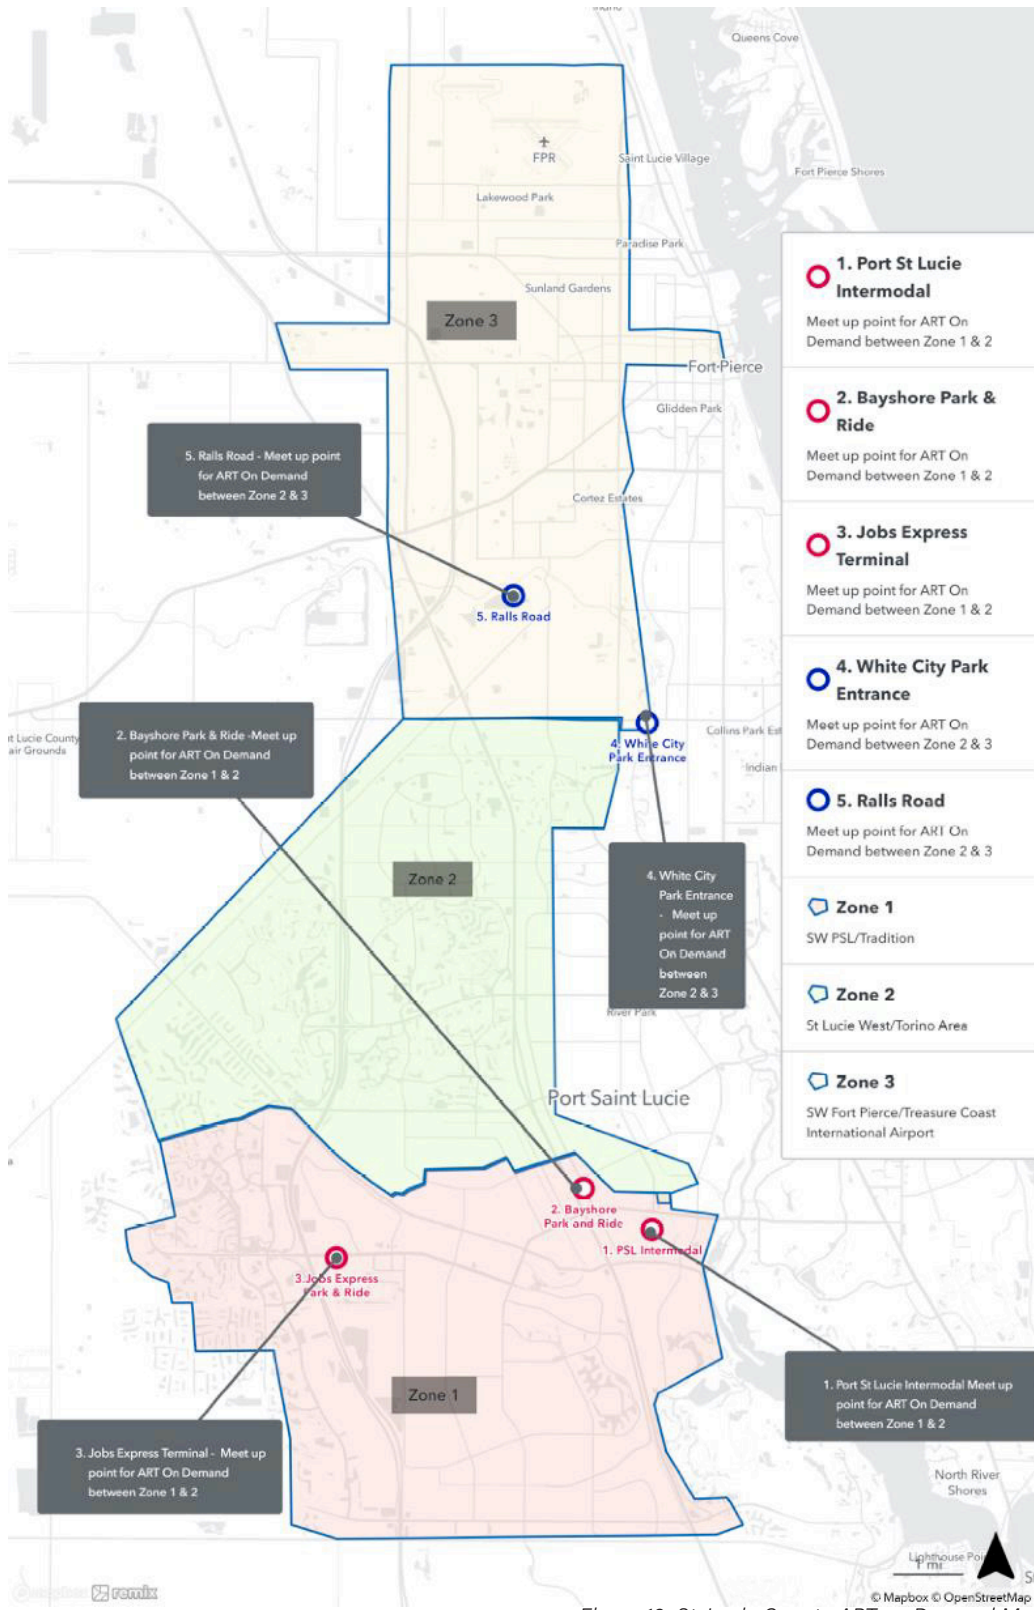 Queens Cove
FPR
Saint Lucie Village
Fort Pierce Shores
Lakewood Park
Paradise Park
Sunland Gardens
Zone 3
Fort Pierce
Glidden Park
5. Ralls Road - Meet up point
for ART On Demand
between Zone 2 & 3
Cortez Estates
5. Ralls Road
2. Bayshore Park & Ride -Meet up
point for ART On Demand
between Zone 1 & 2
t Lucie County
air Grounds
4. White City
Park Entrance
Collins Park Est
Indian
Zone 2
4. White City
Park Entrance
- Meet up
point for ART
On Demand
between
Zone 2 & 3
River Park
Port Saint Lucie
2. Bayshore
Park and Ride
1. PSL Intermodal
3.Jobs Express
Park & Ride
Zone 1
1. Port St Lucie Intermodal Meet up
point for ART On Demand
between Zone 1 & 2
3. Jobs Express Terminal - Meet up
point for ART On Demand
between Zone 1 & 2
North River
Shores
Lighthouse Poi
1 mi
remix
© Mapbox © OpenStreetMap
1. Port St Lucie
Intermodal
Meet up point for ART On
Demand between Zone 1 & 2
2. Bayshore Park &
Ride
Meet up point for ART On
Demand between Zone 1 & 2
3. Jobs Express
Terminal
Meet up point for ART On
Demand between Zone 1 & 2
4. White City Park
Entrance
Meet up point for ART On
Demand between Zone 2 & 3
5. Ralls Road
Meet up point for ART On
Demand between Zone 2 & 3
Zone 1
SW PSL/Tradition
Zone 2
St Lucie West/Torino Area
Zone 3
SW Fort Pierce/Treasure Coast
International Airport